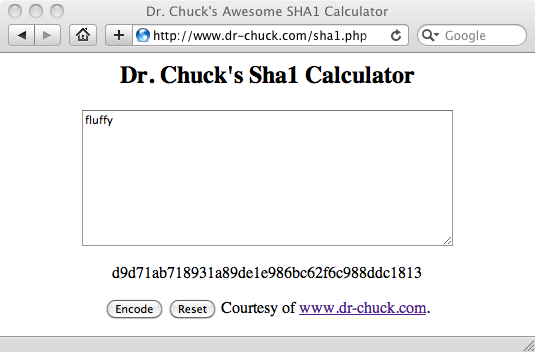 Dr. Chuck's Awesome SHA1 Calculator
http://www.dr-chuck.com/sha1.php
Google
Dr. Chuck's Sha1 Calculator
fluffy
d9d71ab718931a89de1e986bc62f6c988ddc1813
Encode Reset Courtesy of www.dr-chuck.com.